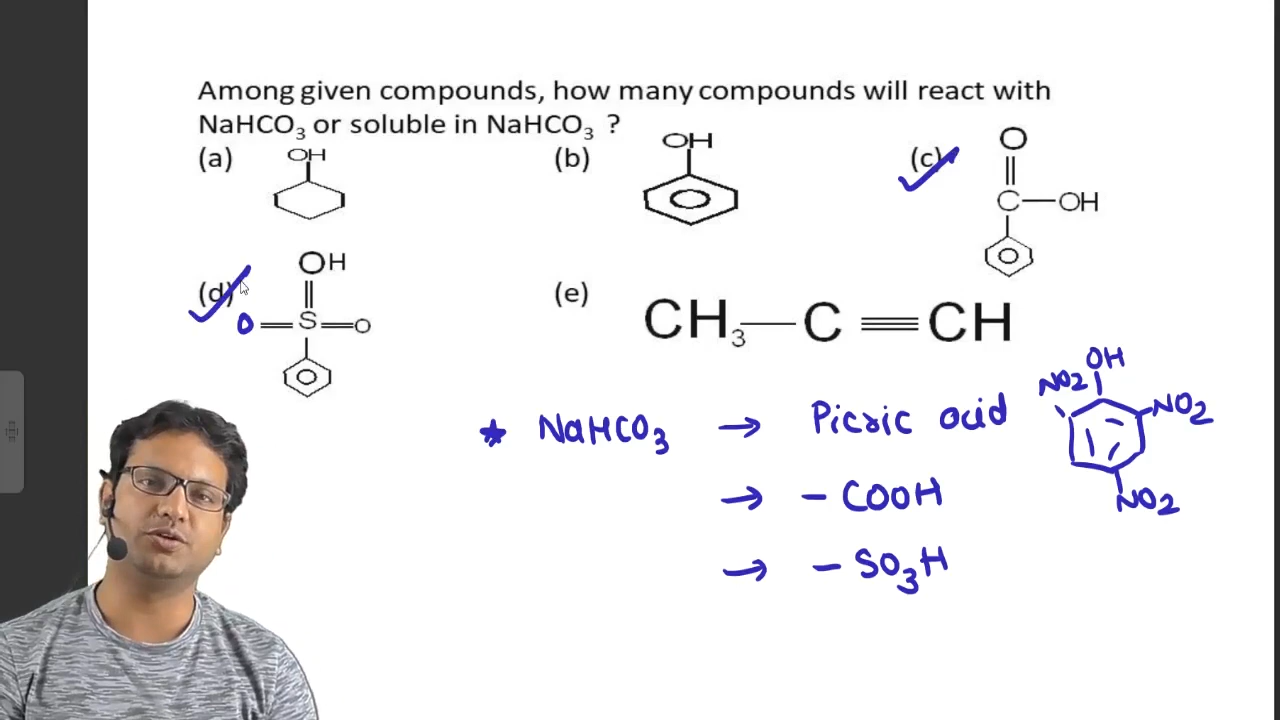 Among given compounds, how many compounds will react with
NaHCO₃ or soluble in NaHCO₃ ?
(a) OH
(b) OH
(c) O
C—OH
(d) OH
O=S=O
(e) CH₃—C≡CH
* NaHCO₃ → Picric acid
OH
NO₂
NO₂
NO₂
→ –COOH
→ –SO₃H